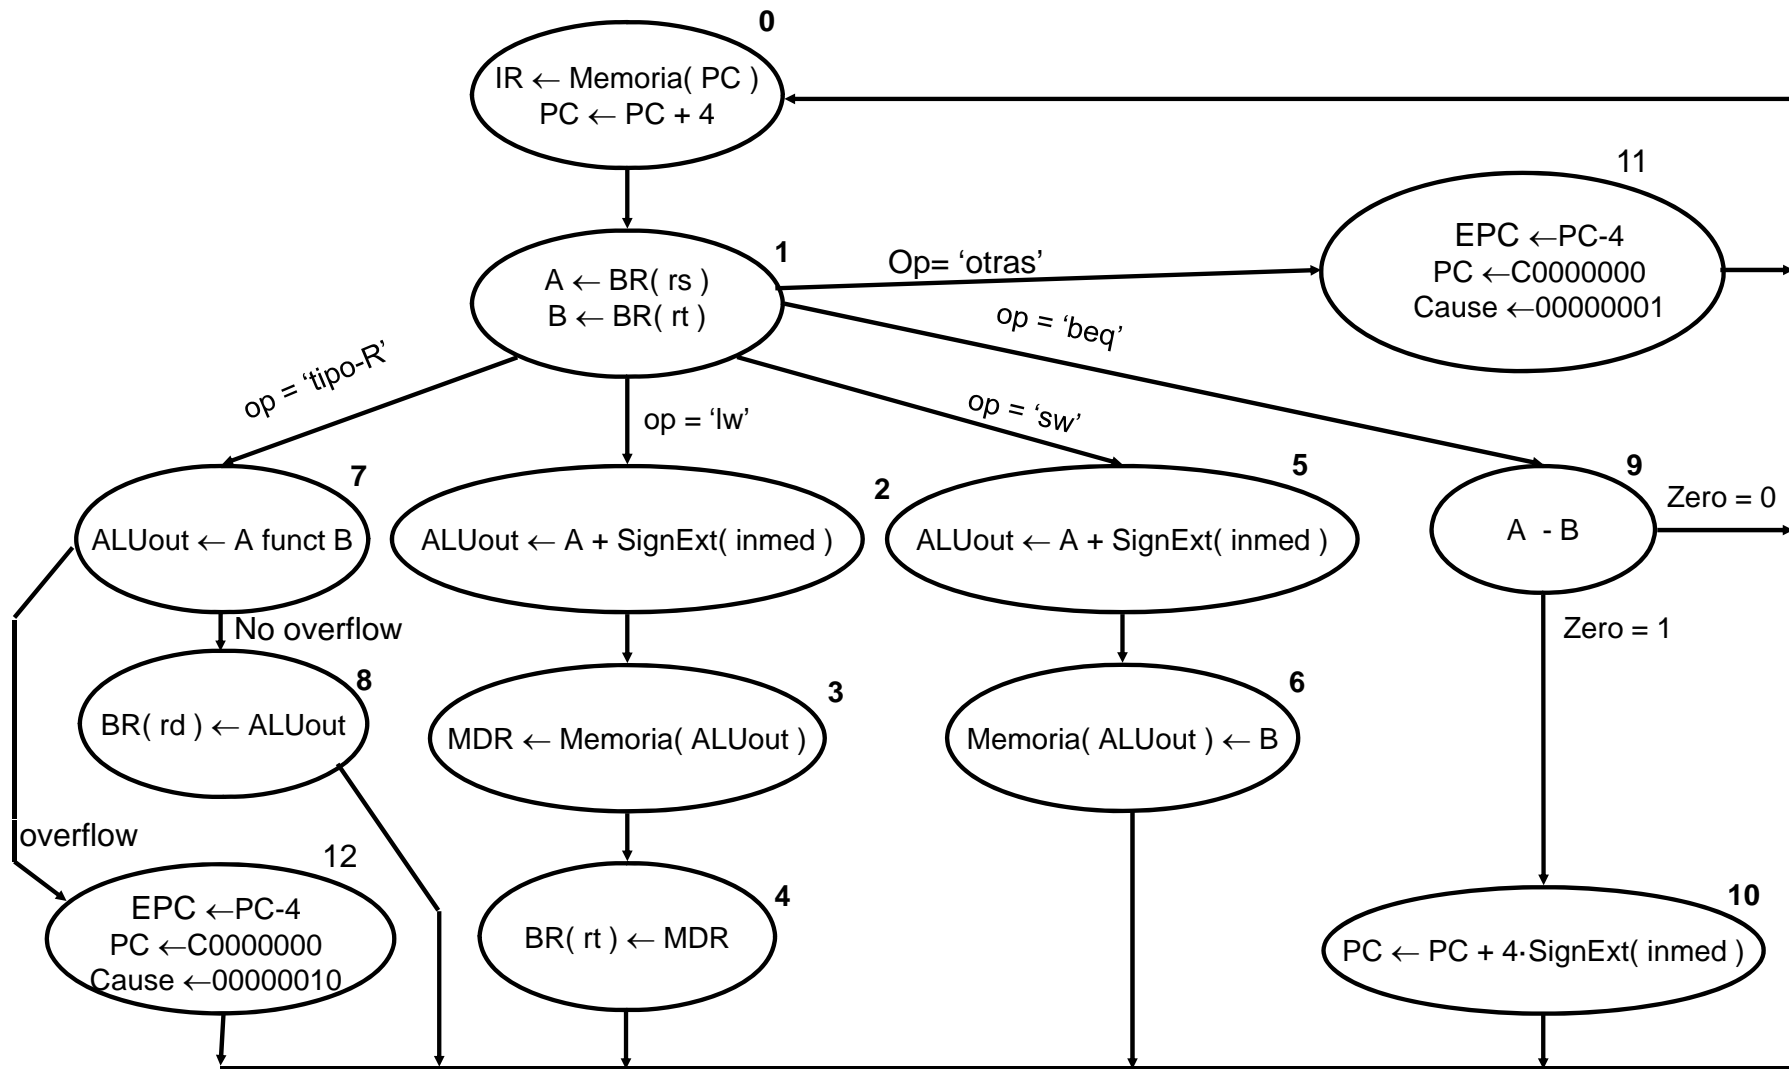 0
IR ← Memoria( PC )
PC ← PC + 4
11
EPC ←PC-4
PC ←C0000000
Cause ←00000001
1
A ← BR( rs )
B ← BR( rt )
Op= ‘otras’
op = ‘beq’
op = ‘tipo-R’
op = ‘lw’
op = ‘sw’
7
ALUout ← A funct B
2
ALUout ← A + SignExt( inmed )
5
ALUout ← A + SignExt( inmed )
9
A - B
Zero = 0
No overflow
Zero = 1
8
BR( rd ) ← ALUout
3
MDR ← Memoria( ALUout )
6
Memoria( ALUout ) ← B
overflow
12
EPC ←PC-4
PC ←C0000000
Cause ←00000010
4
BR( rt ) ← MDR
10
PC ← PC + 4·SignExt( inmed )